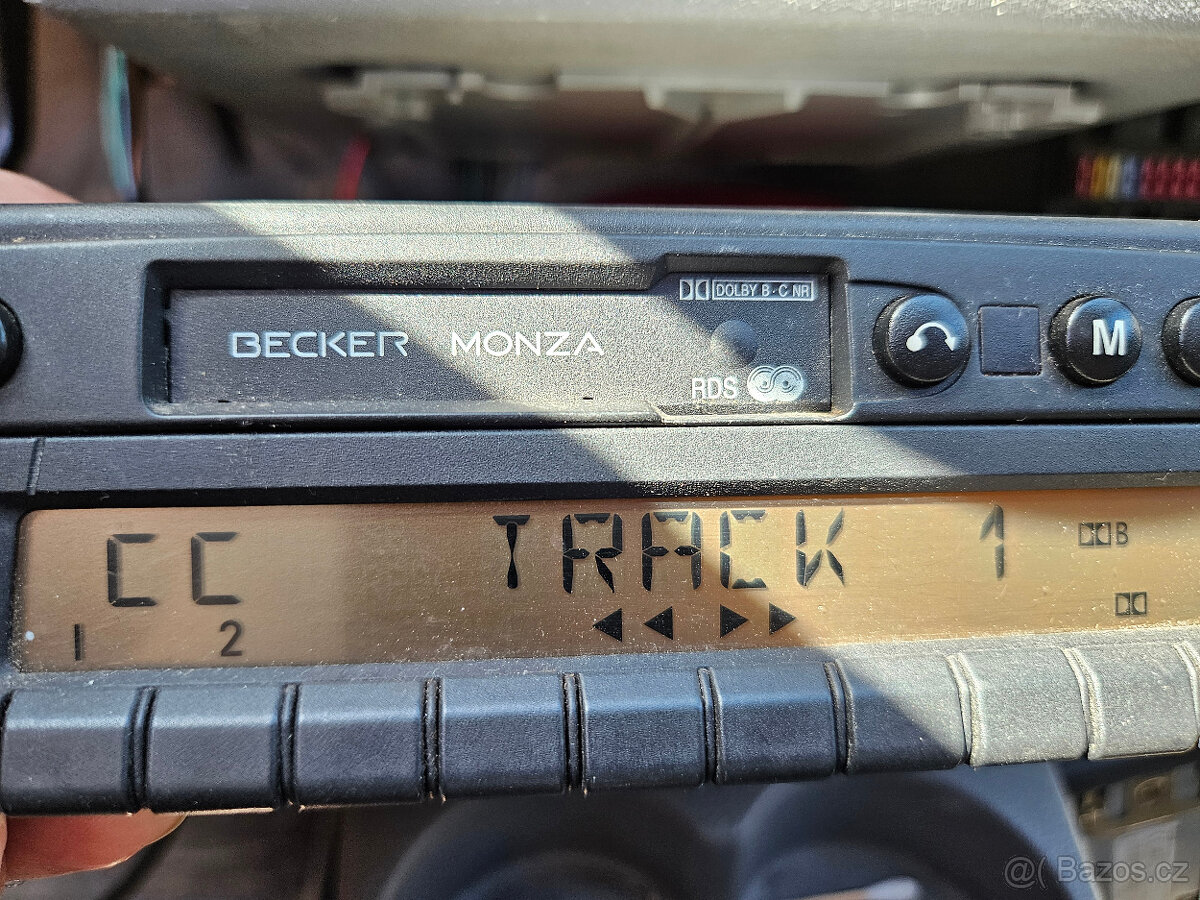 DOLBY B·C NR
BECKER MONZA
RDS
M
CC TRACK 1 B
1 2
@( Bazos.cz